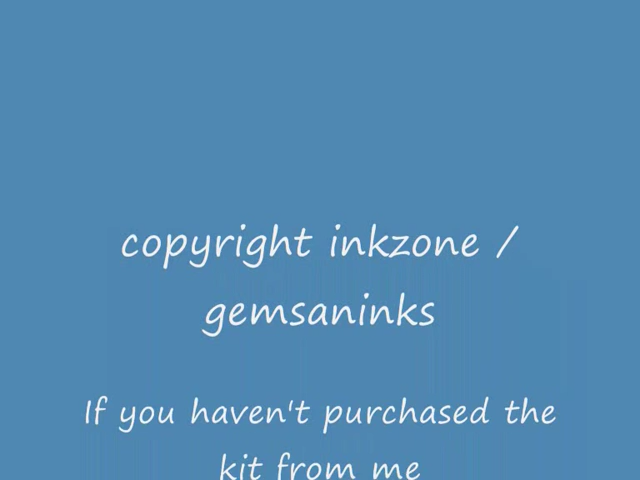 copyright inkzone /
gemsaninks
If you haven't purchased the
kit from me